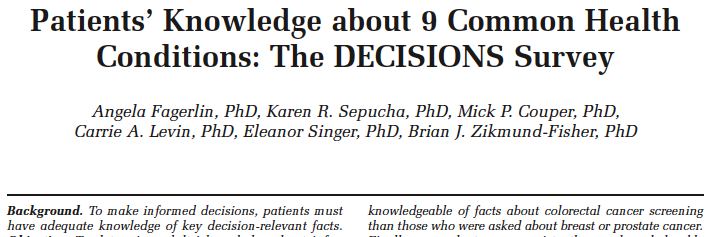 Patients’ Knowledge about 9 Common Health
Conditions: The DECISIONS Survey
Angela Fagerlin, PhD, Karen R. Sepucha, PhD, Mick P. Couper, PhD,
Carrie A. Levin, PhD, Eleanor Singer, PhD, Brian J. Zikmund-Fisher, PhD
Background. To make informed decisions, patients must
have adequate knowledge of key decision-relevant facts.
knowledgeable of facts about colorectal cancer screening
than those who were asked about breast or prostate cancer.